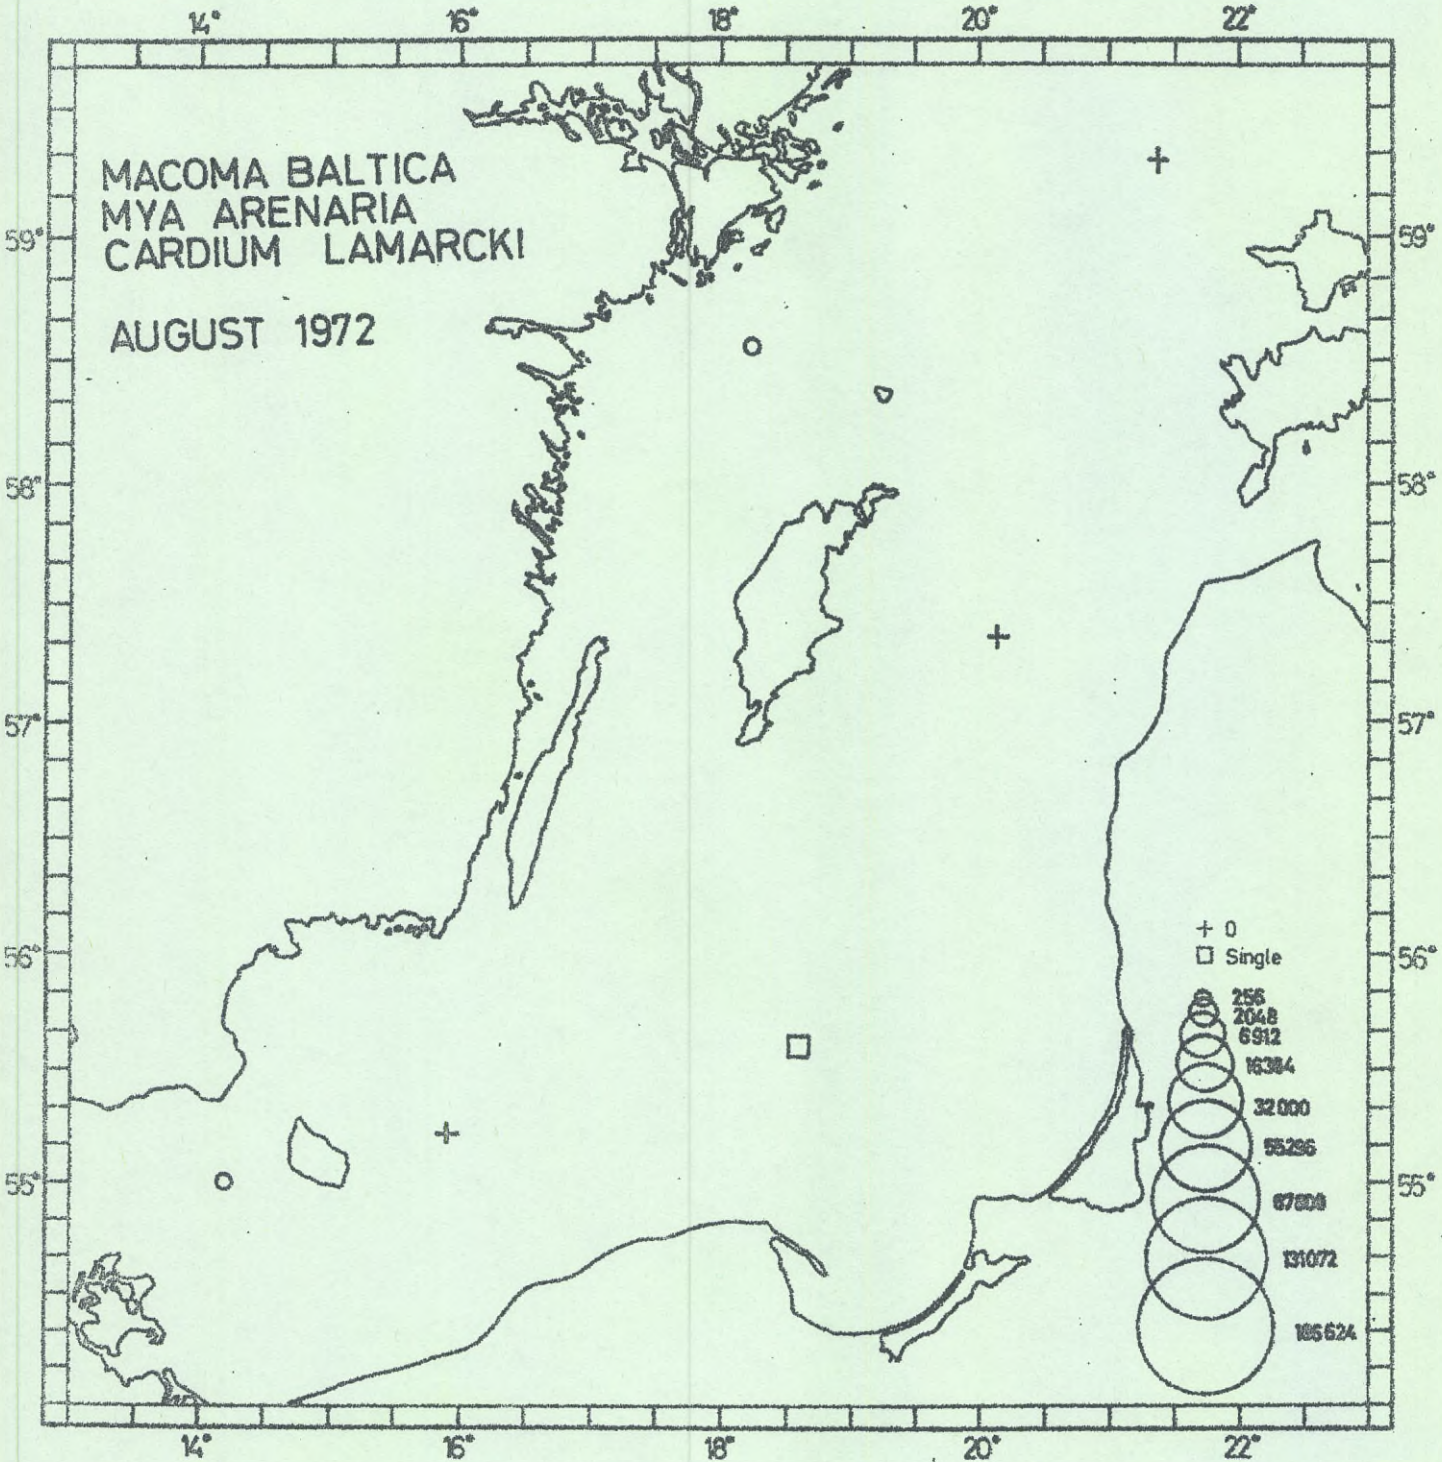 14° 16° 18° 20° 22°
MACOMA BALTICA
MYA ARENARIA
CARDIUM LAMARCKI
59° 59°
AUGUST 1972
58° 58°
57° 57°
+ 0
56° □ Single 56°
256
2048
6912
16384
32000
55296
55° 55°
131072
186624
14° 16° 18° 20° 22°